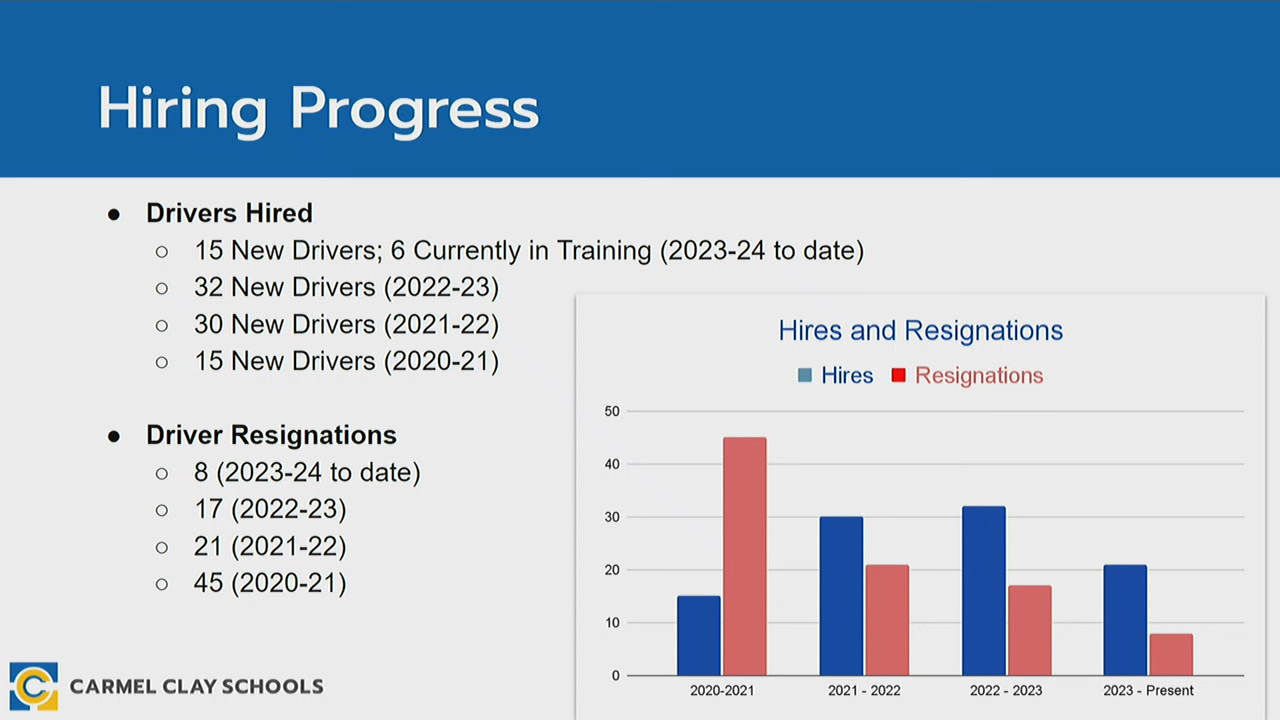 Hiring Progress
● Drivers Hired
○ 15 New Drivers; 6 Currently in Training (2023-24 to date)
○ 32 New Drivers (2022-23)
○ 30 New Drivers (2021-22)
○ 15 New Drivers (2020-21)
● Driver Resignations
○ 8 (2023-24 to date)
○ 17 (2022-23)
○ 21 (2021-22)
○ 45 (2020-21)
Hires and Resignations
Hires Resignations
50
40
30
20
10
0
2020-2021 2021 - 2022 2022 - 2023 2023 - Present
CARMEL CLAY SCHOOLS